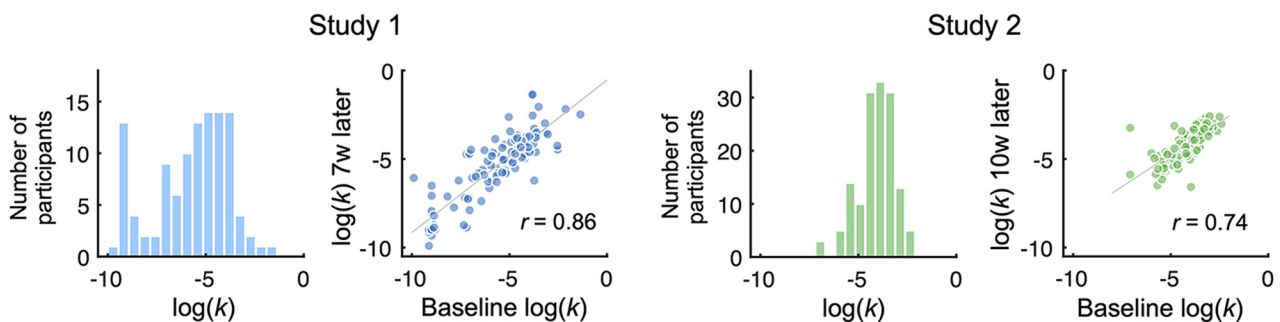 Study 1
Number of
participants
15
10
5
0
-10
-5
0
log(k)
log(k) 7w later
0
-5
-10
r = 0.86
-10
-5
0
Baseline log(k)
Study 2
Number of
participants
30
20
10
0
-10
-5
0
log(k)
log(k) 10w later
0
-5
-10
r = 0.74
-10
-5
0
Baseline log(k)